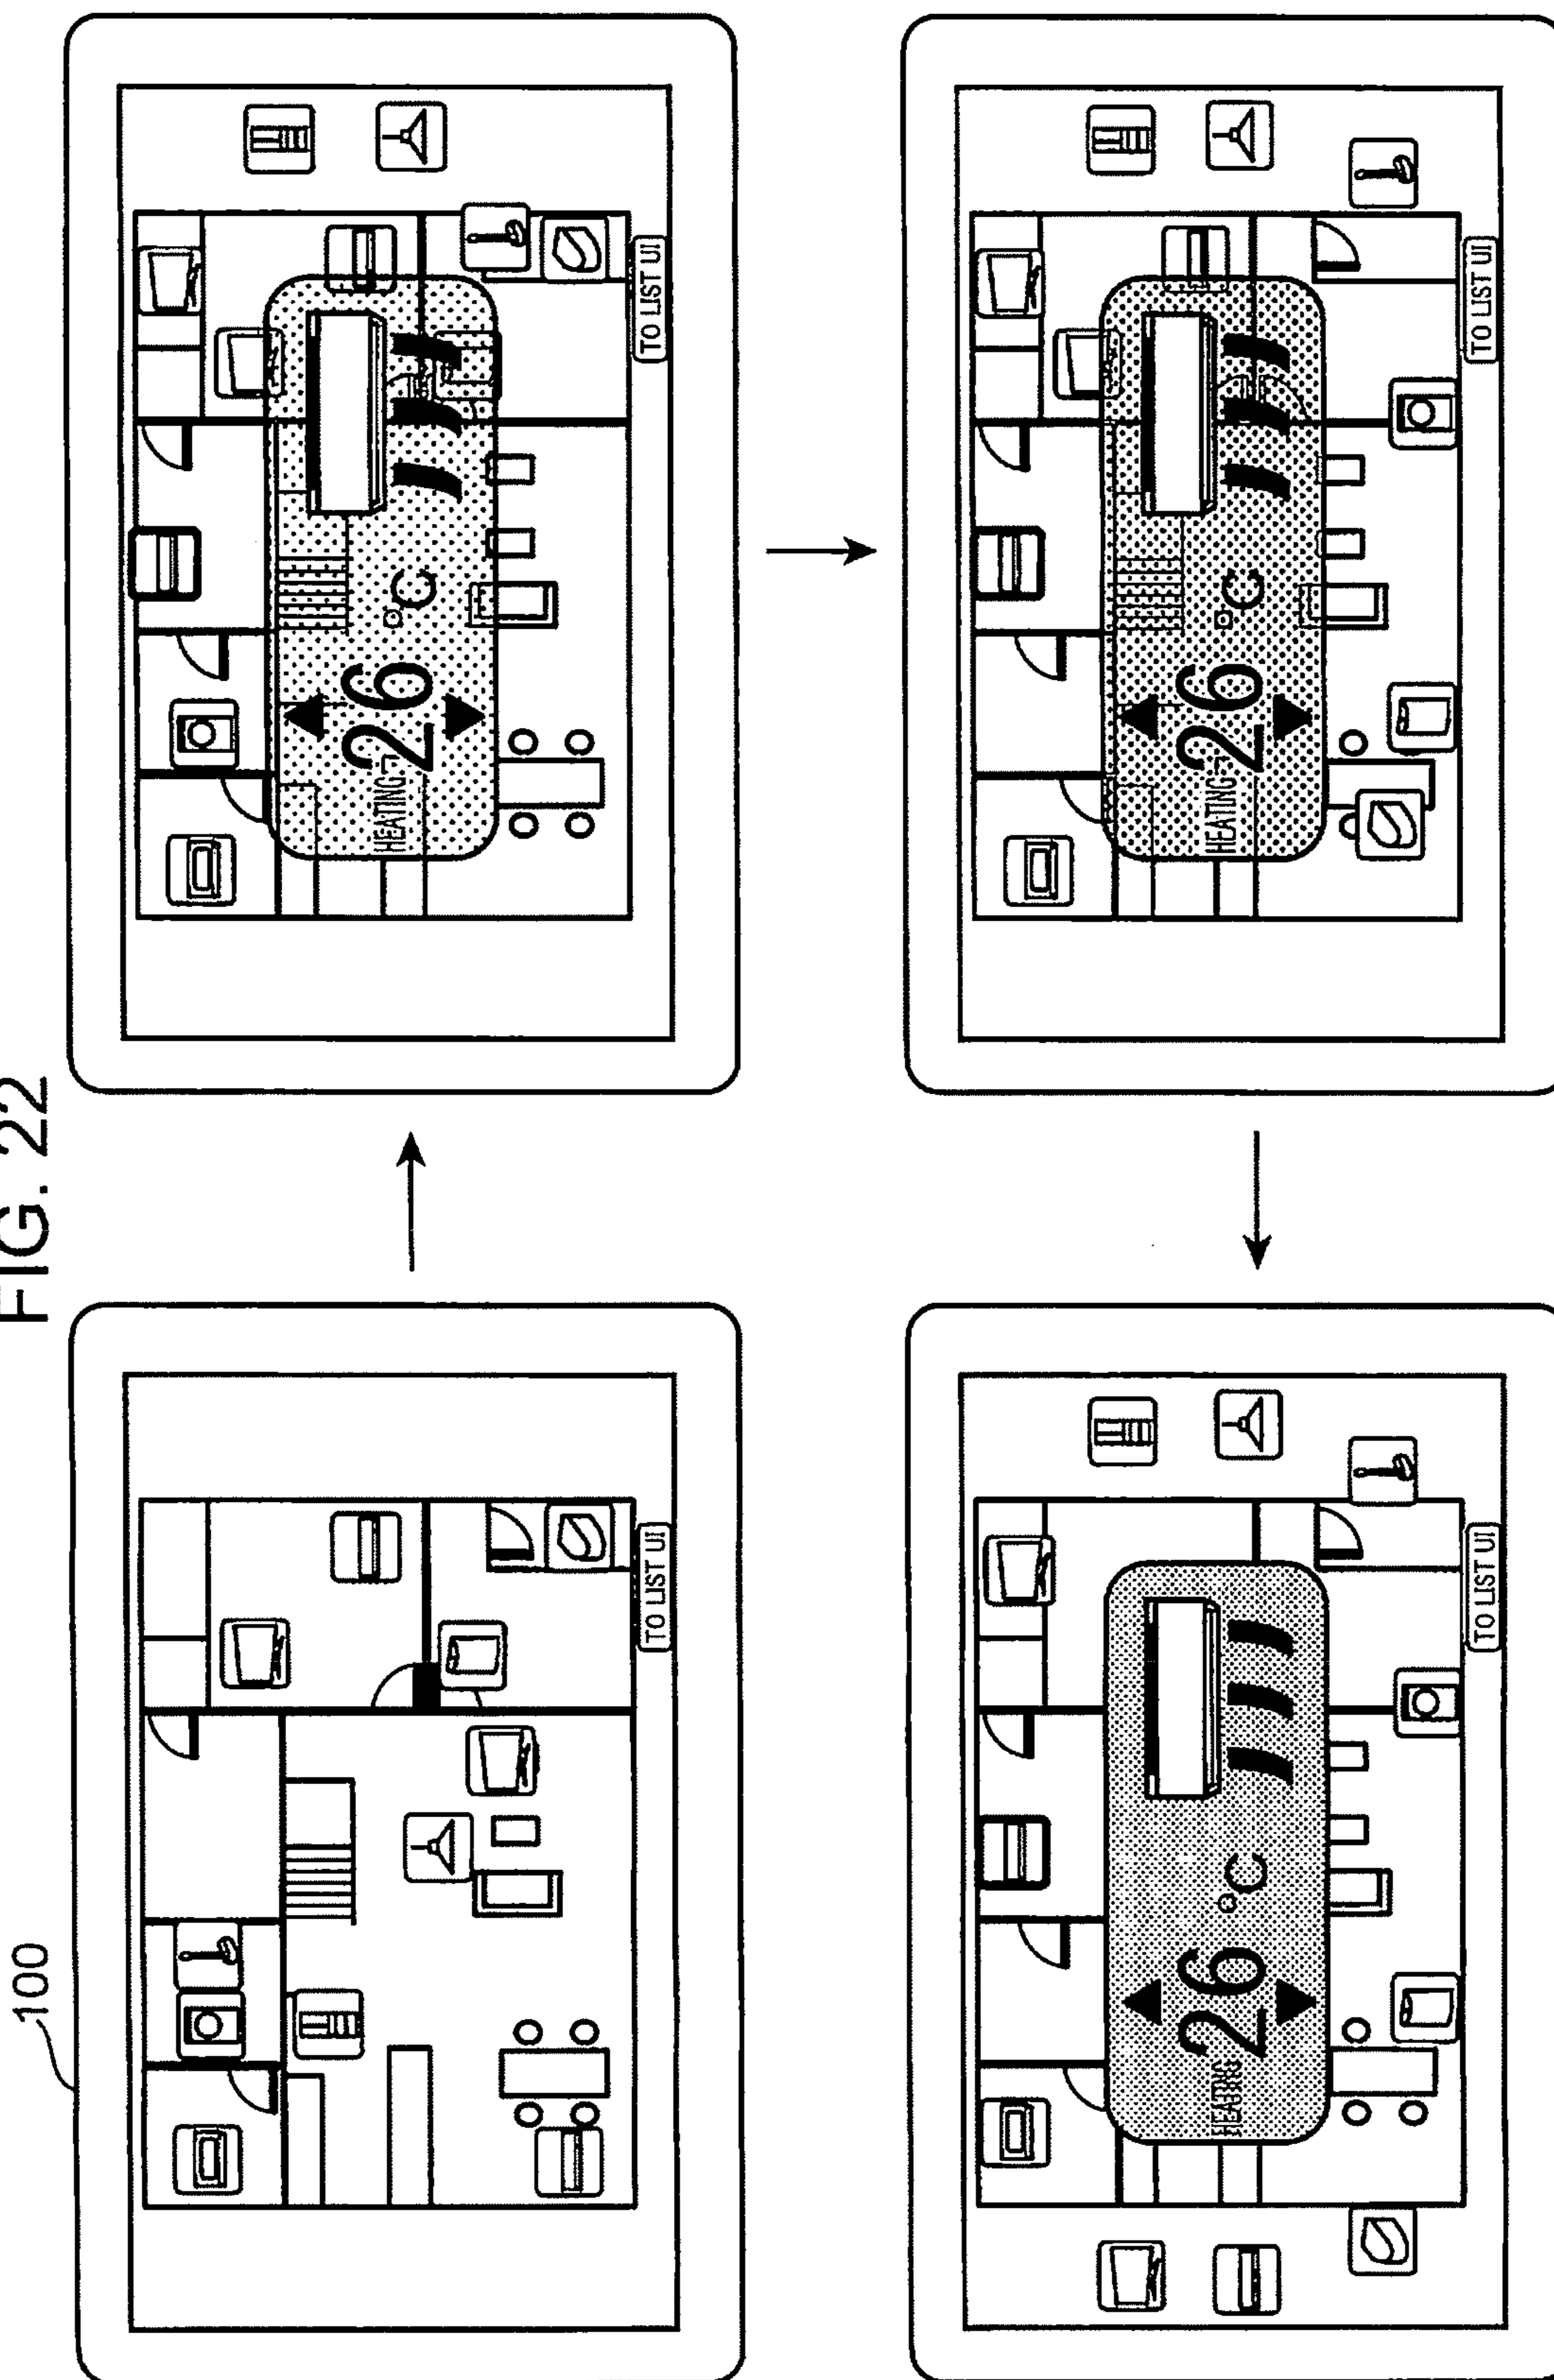 FIG. 22
100
TO LIST UI
HEATING
26 °C
TO LIST UI
HEATING
26 °C
TO LIST UI
HEATING
26 °C
TO LIST UI